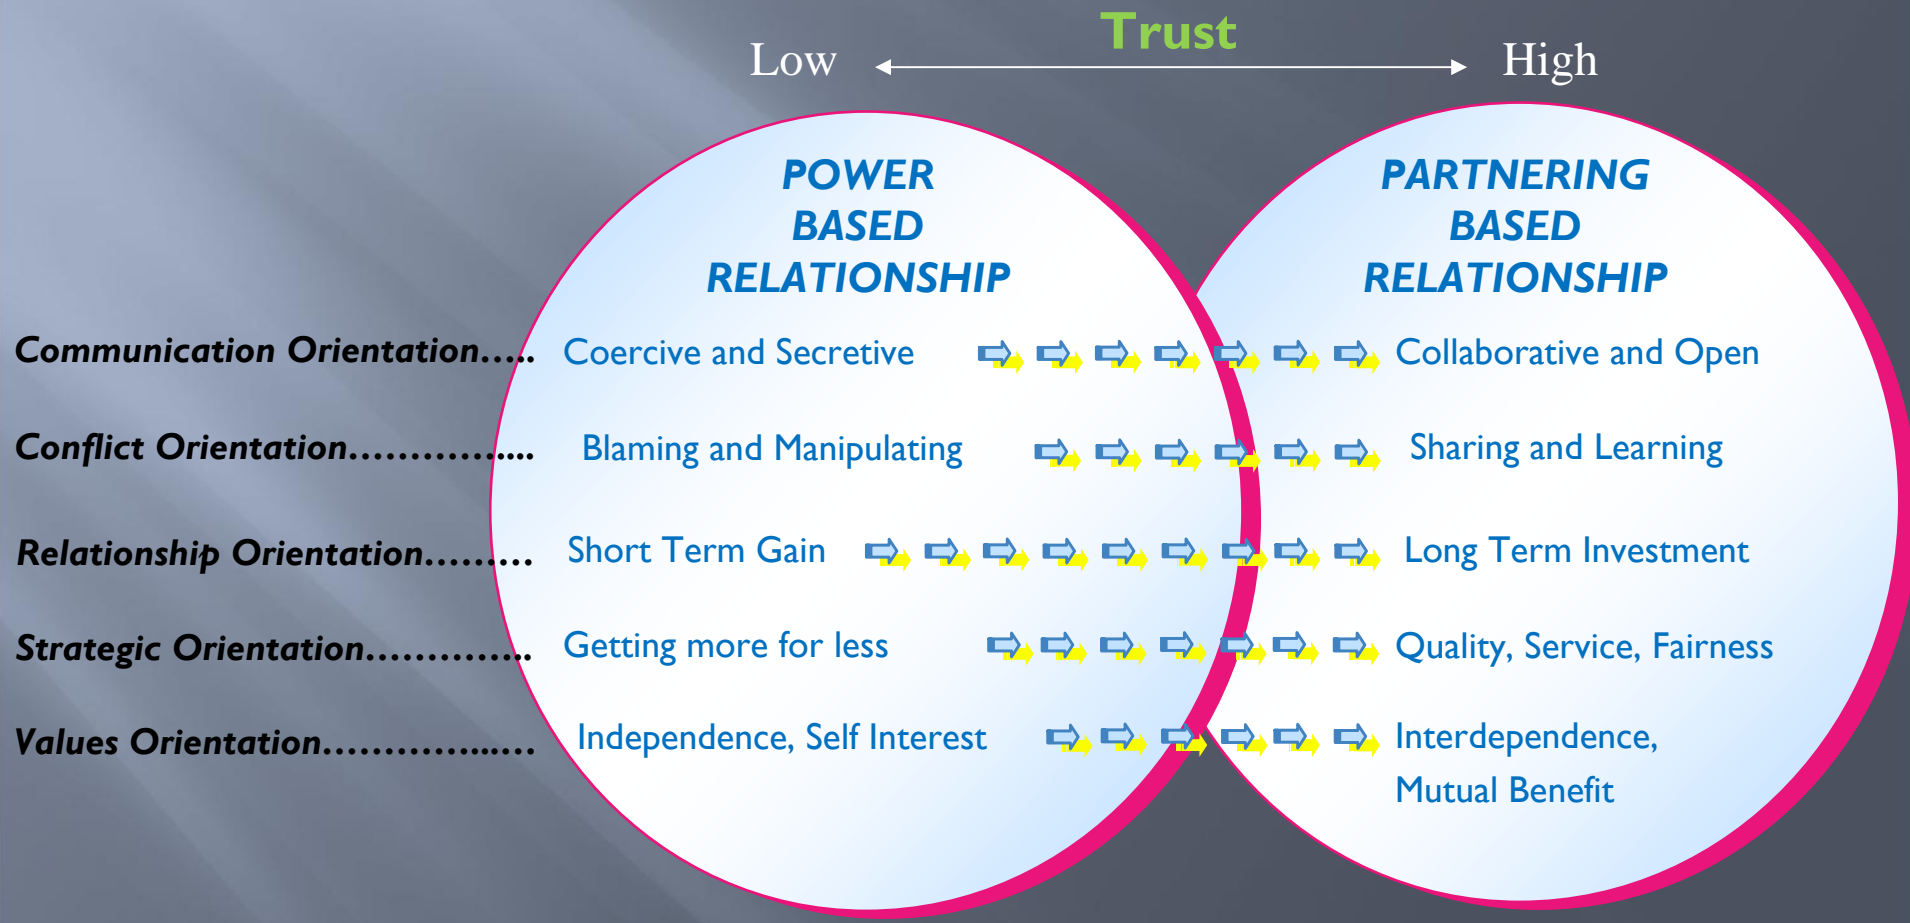 Trust
Low High
POWER
BASED
RELATIONSHIP
PARTNERING
BASED
RELATIONSHIP
Communication Orientation….. Coercive and Secretive Collaborative and Open
Conflict Orientation………….... Blaming and Manipulating Sharing and Learning
Relationship Orientation……… Short Term Gain Long Term Investment
Strategic Orientation………….. Getting more for less Quality, Service, Fairness
Values Orientation…………...… Independence, Self Interest Interdependence,
Mutual Benefit